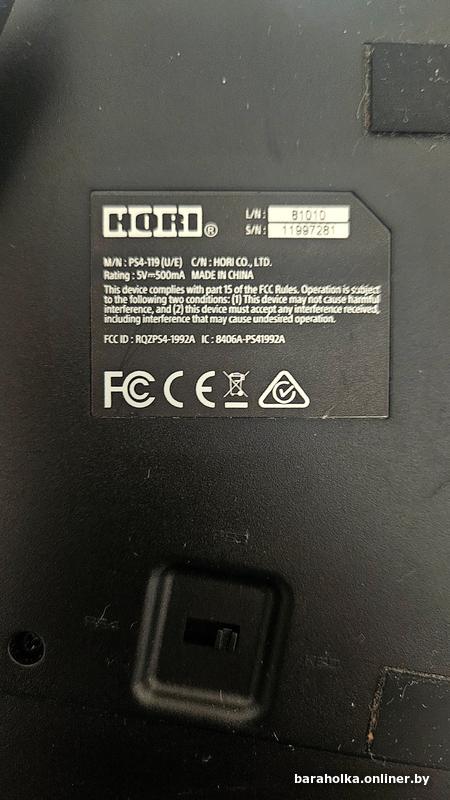 HORI®
L/N : 81010
S/N : 11997281
M/N : PS4-119 (U/E) C/N : HORI CO., LTD.
Rating : 5V⎓500mA MADE IN CHINA
This device complies with part 15 of the FCC Rules. Operation is subject
to the following two conditions: (1) This device may not cause harmful
interference, and (2) this device must accept any interference received,
including interference that may cause undesired operation.
FCC ID : RQZPS4-1992A IC : 8406A-PS41992A
FC CE
baraholka.onliner.by